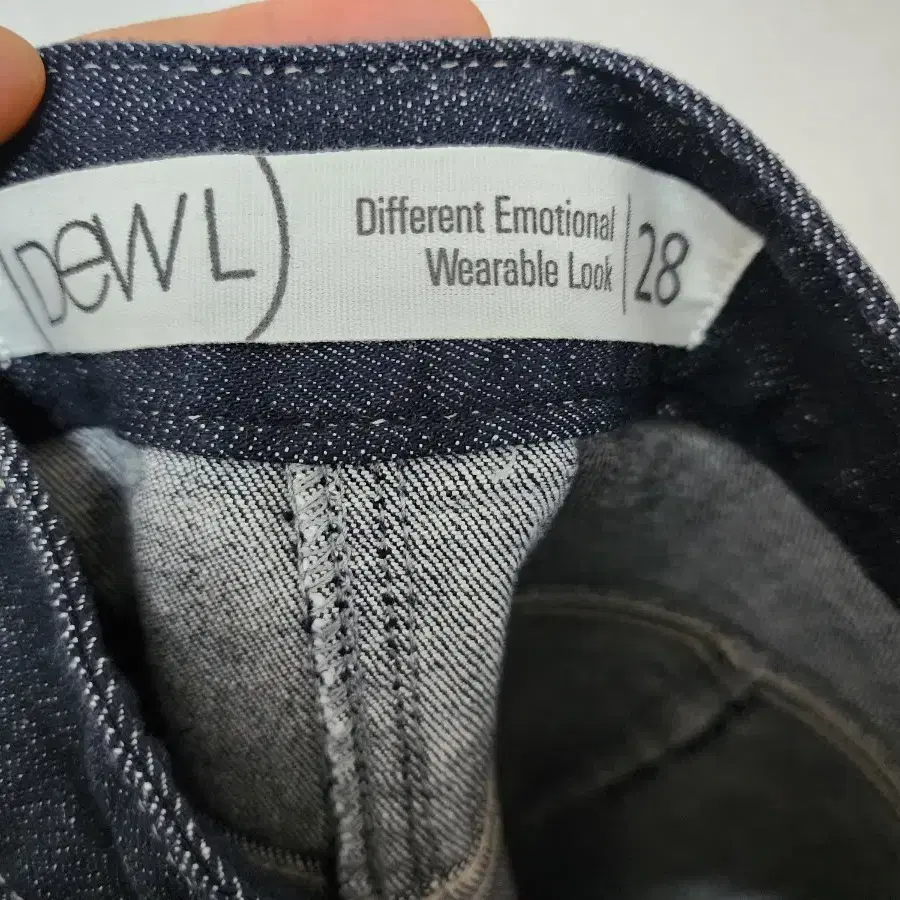 (DewL)
Different Emotional
Wearable Look
28